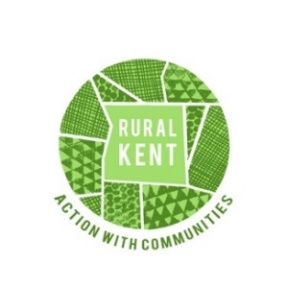 RURAL
KENT
ACTION WITH COMMUNITIES